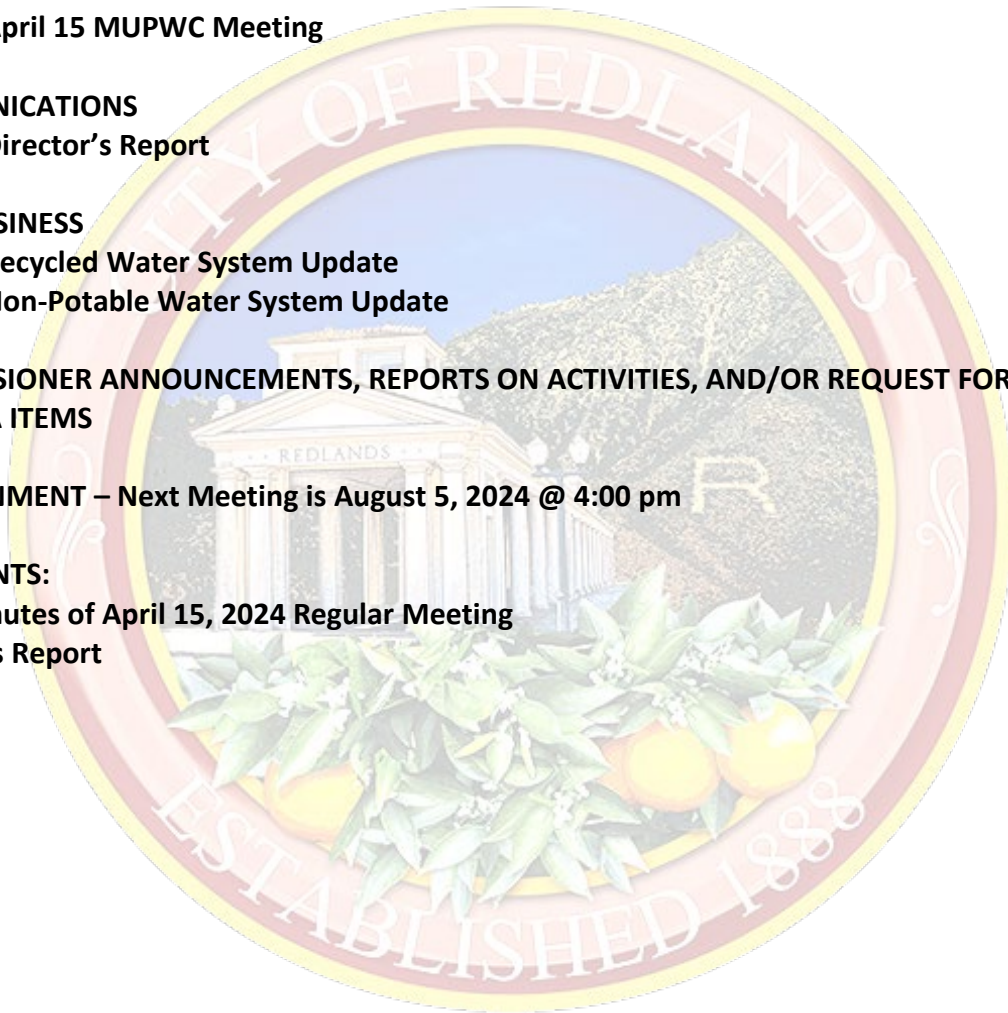 April 15 MUPWC Meeting
NICATIONS
Director's Report
SINESS
Recycled Water System Update
Non-Potable Water System Update
SIONER ANNOUNCEMENTS, REPORTS ON ACTIVITIES, AND/OR REQUEST FOR
A ITEMS
NMENT – Next Meeting is August 5, 2024 @ 4:00 pm
NTS:
nutes of April 15, 2024 Regular Meeting
s Report
CITY OF REDLANDS
REDLANDS
R
ESTABLISHED 1888